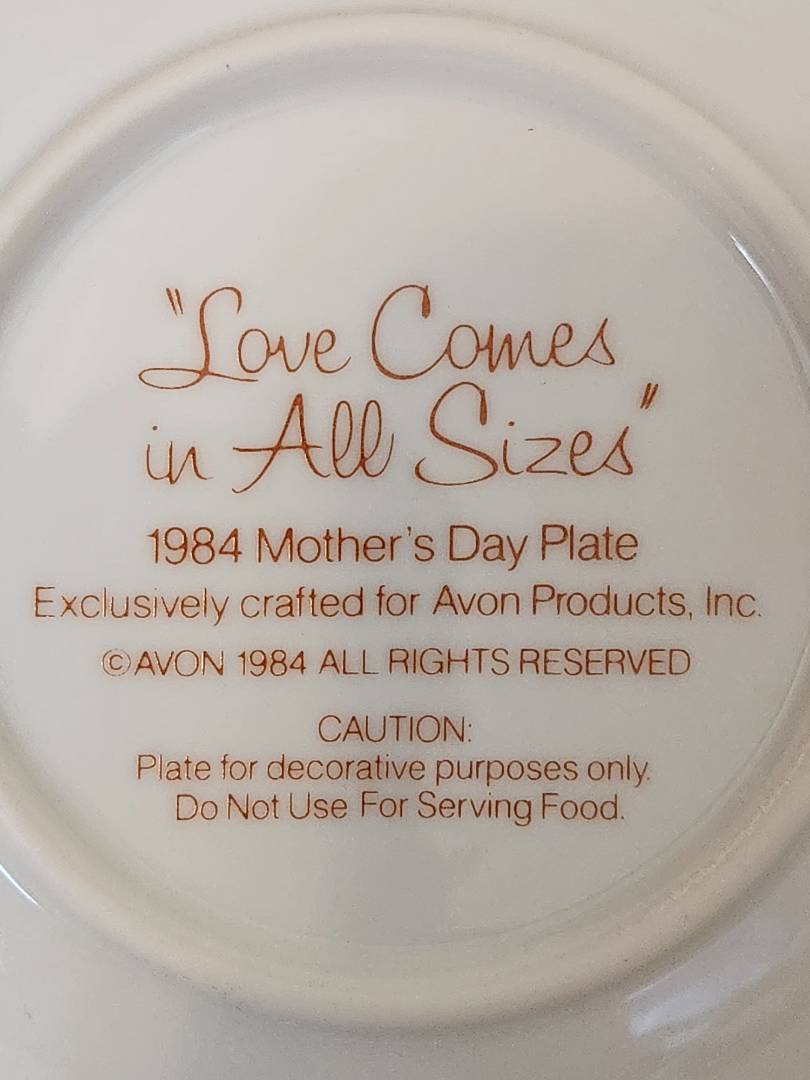 "Love Comes
in All Sizes"
1984 Mother's Day Plate
Exclusively crafted for Avon Products, Inc.
©AVON 1984 ALL RIGHTS RESERVED
CAUTION:
Plate for decorative purposes only.
Do Not Use For Serving Food.